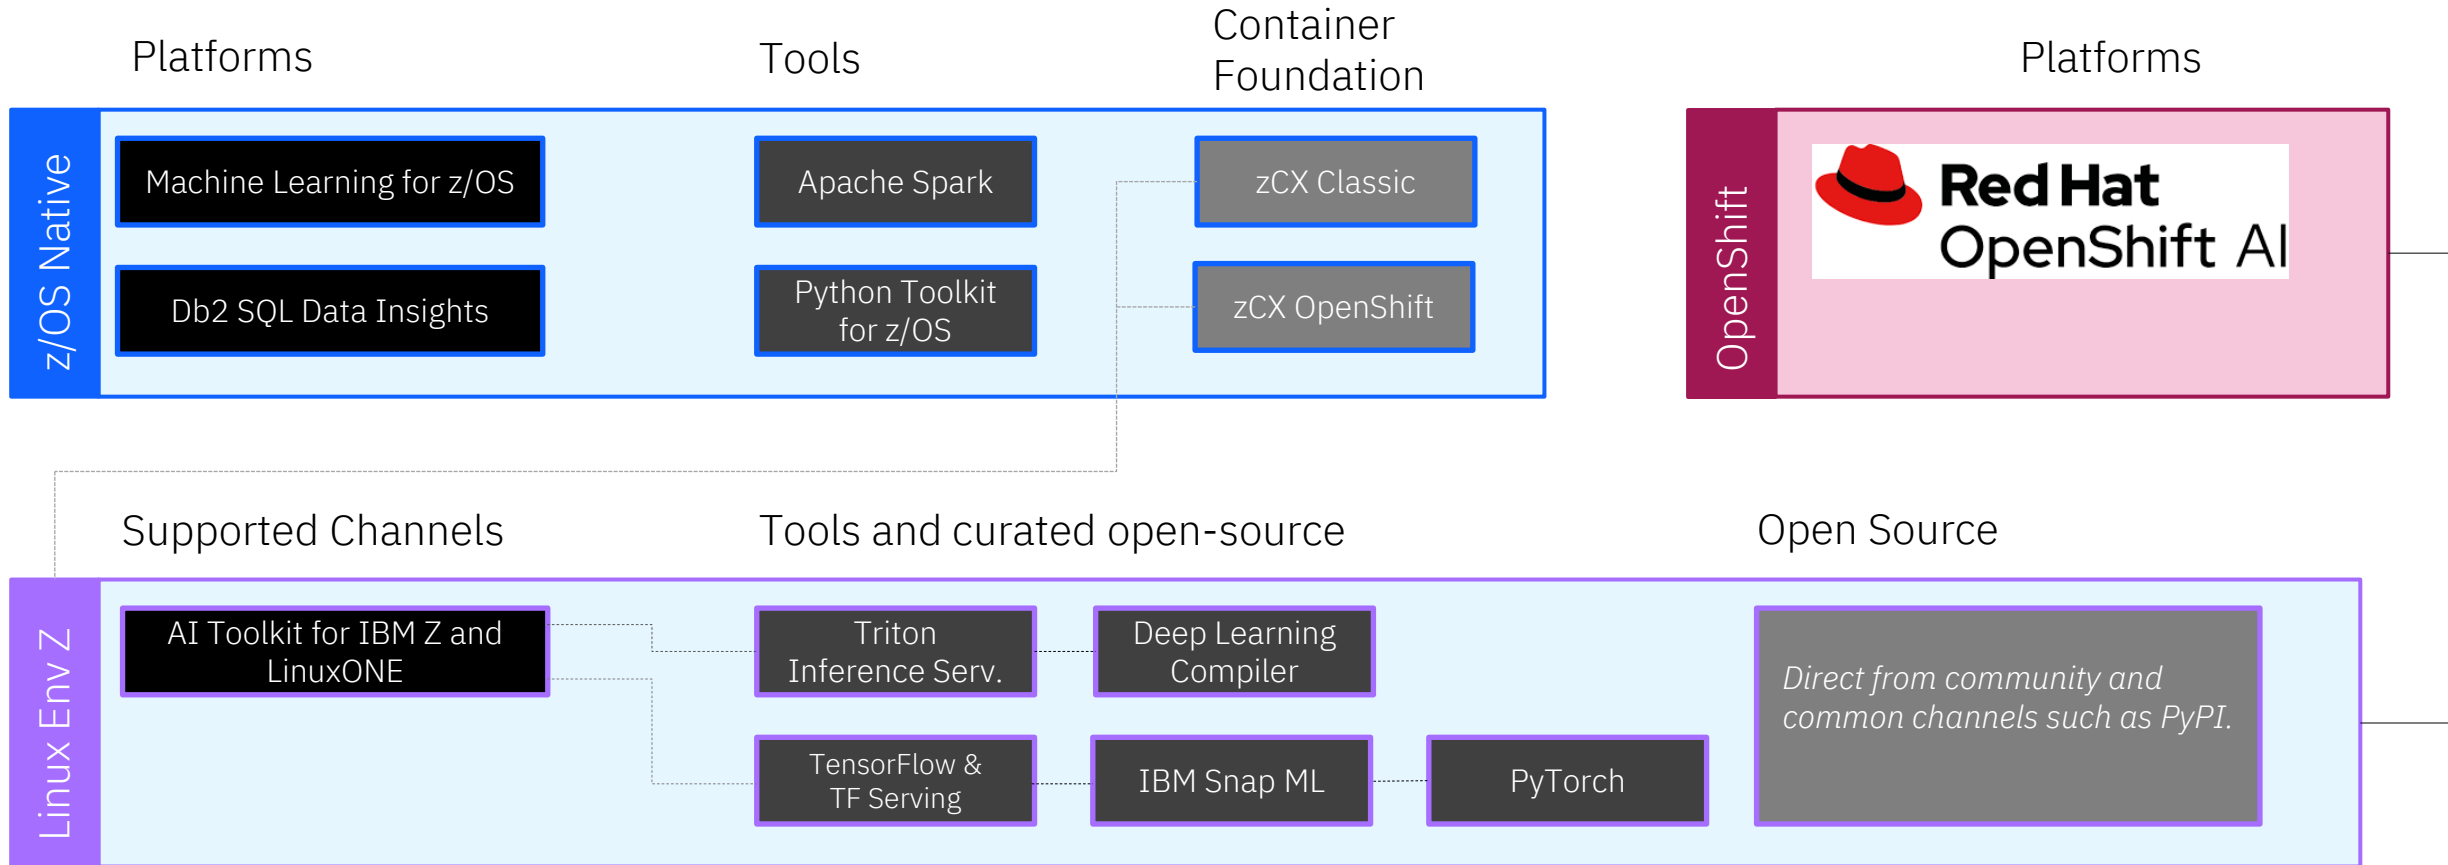 Platforms
Tools
Container
Foundation
Platforms
z/OS Native
Machine Learning for z/OS
Apache Spark
zCX Classic
Db2 SQL Data Insights
Python Toolkit
for z/OS
zCX OpenShift
OpenShift
Red Hat
OpenShift AI
Supported Channels
Tools and curated open-source
Open Source
Linux Env Z
AI Toolkit for IBM Z and
LinuxONE
Triton
Inference Serv.
Deep Learning
Compiler
TensorFlow &
TF Serving
IBM Snap ML
PyTorch
Direct from community and
common channels such as PyPI.